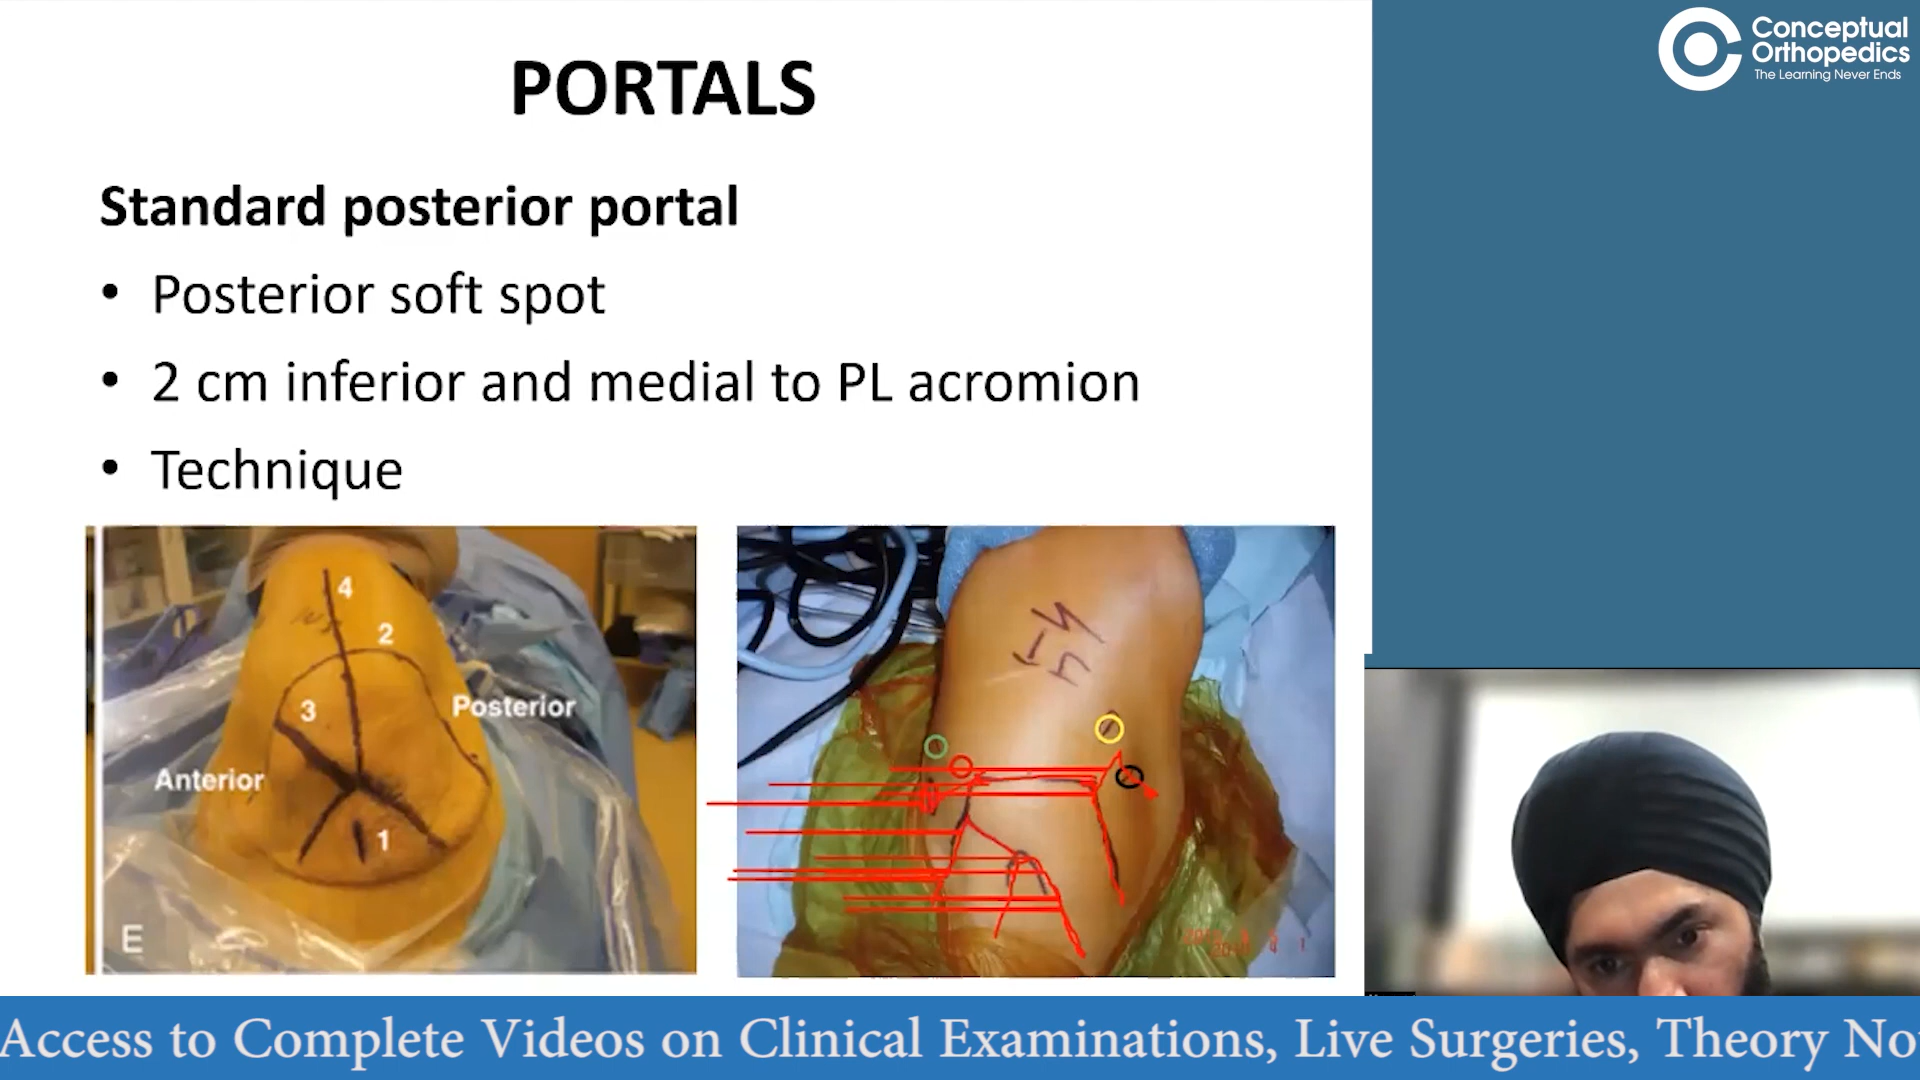 Conceptual
Orthopedics
The Learning Never Ends
PORTALS
Standard posterior portal
• Posterior soft spot
• 2 cm inferior and medial to PL acromion
• Technique
4
2
3
Posterior
Anterior
1
E
Access to Complete Videos on Clinical Examinations, Live Surgeries, Theory No